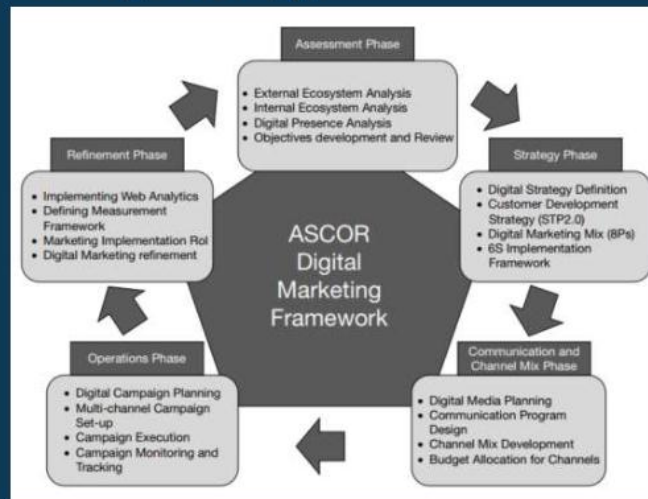 Assessment Phase
• External Ecosystem Analysis
• Internal Ecosystem Analysis
• Digital Presence Analysis
• Objectives development and Review
Strategy Phase
• Digital Strategy Definition
• Customer Development
Strategy (STP2.0)
• Digital Marketing Mix (8Ps)
• 6S Implementation
Framework
Communication and
Channel Mix Phase
• Digital Media Planning
• Communication Program
Design
• Channel Mix Development
• Budget Allocation for Channels
Operations Phase
• Digital Campaign Planning
• Multi-channel Campaign
Set-up
• Campaign Execution
• Campaign Monitoring and
Tracking
Refinement Phase
• Implementing Web Analytics
• Defining Measurement
Framework
• Marketing Implementation RoI
• Digital Marketing refinement
ASCOR
Digital
Marketing
Framework